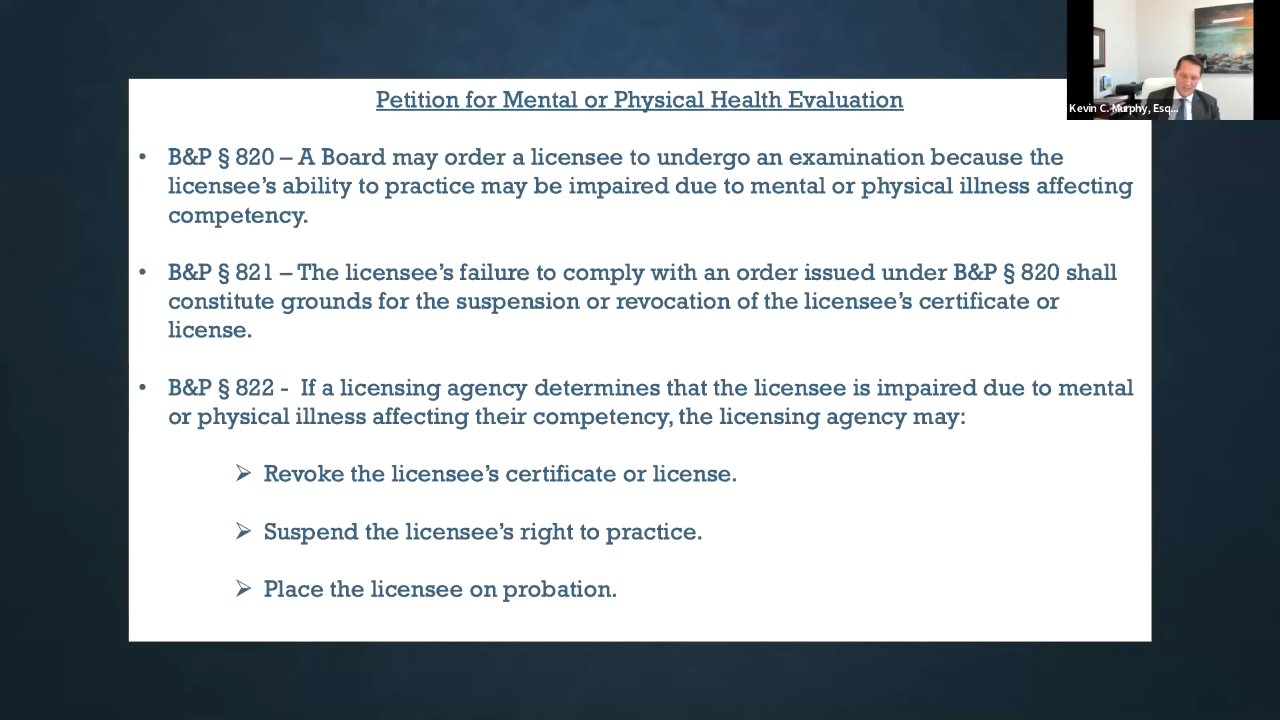 Petition for Mental or Physical Health Evaluation
Kevin C. Murphy, Esq...
• B&P § 820 – A Board may order a licensee to undergo an examination because the
licensee’s ability to practice may be impaired due to mental or physical illness affecting
competency.
• B&P § 821 – The licensee’s failure to comply with an order issued under B&P § 820 shall
constitute grounds for the suspension or revocation of the licensee’s certificate or
license.
• B&P § 822 - If a licensing agency determines that the licensee is impaired due to mental
or physical illness affecting their competency, the licensing agency may:
➢ Revoke the licensee’s certificate or license.
➢ Suspend the licensee’s right to practice.
➢ Place the licensee on probation.